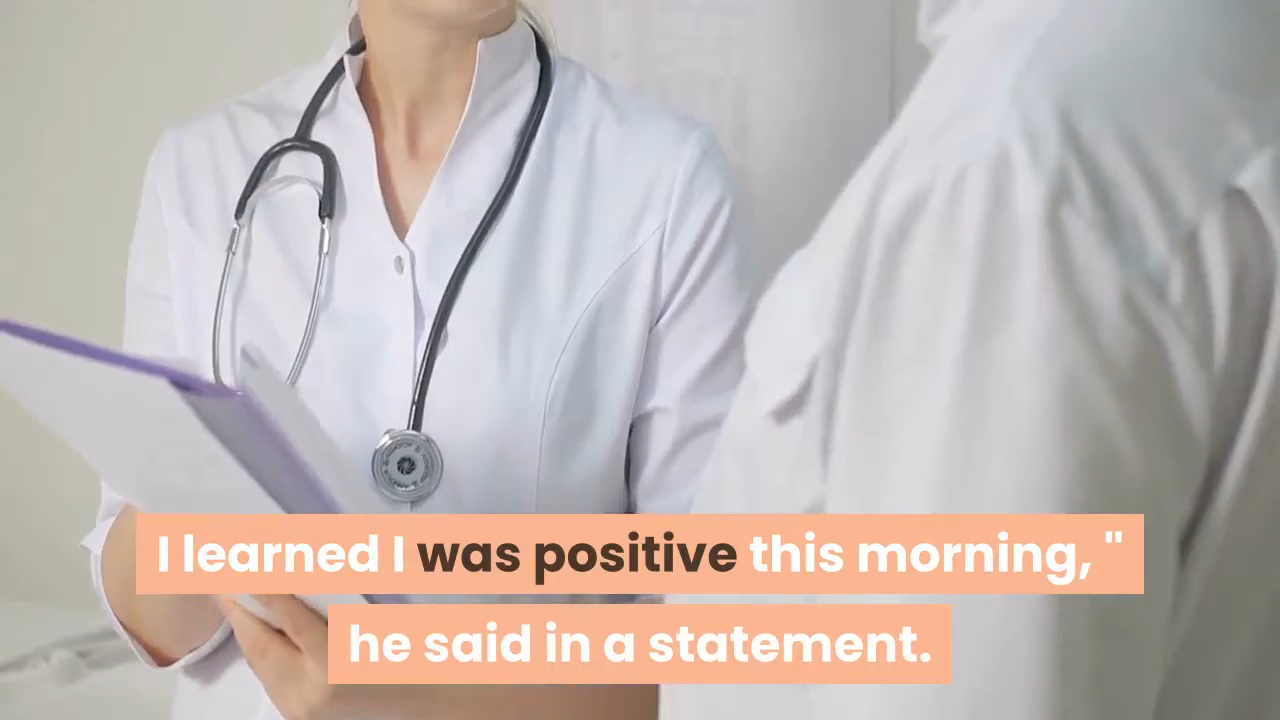 I learned I was positive this morning, "
he said in a statement.